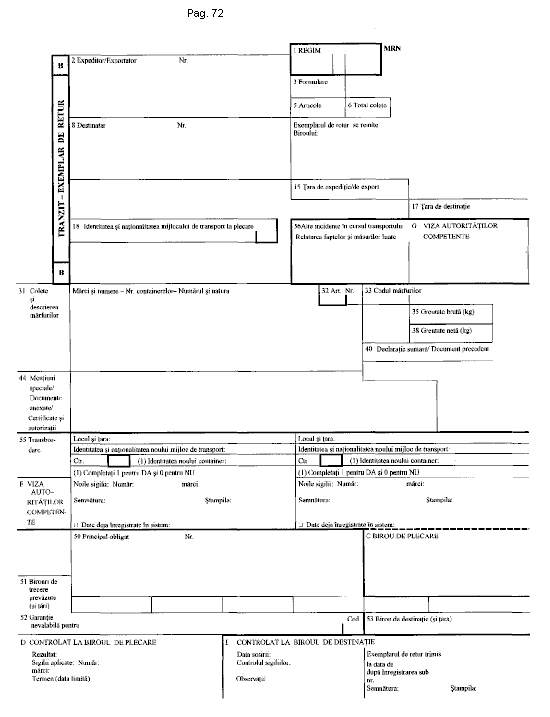 Pag. 72
1 REGIM
MRN
B
2 Expeditor/Exportator Nr.
3 Formulare
5 Articole 6 Total colete
TRANZIT – EXEMPLAR DE RETUR
8 Destinatar Nr.
Exemplarul de retur se remite
Biroului:
15 Țara de expediție/de export
17 Țara de destinație
18 Identitatea și naționalitatea mijlocului de transport la plecare
56Alte incidente în cursul transportului
Relatarea faptelor și măsurilor luate
G VIZA AUTORITĂȚILOR
COMPETENTE
B
31 Colete
și
descrierea
mărfurilor
Mărci și numere – Nr. containerelor– Numărul și natura
32 Art. Nr.
33 Codul mărfurilor
35 Greutate brută (kg)
38 Greutate netă (kg)
40 Declarație sumară/ Document precedent
44 Mențiuni
speciale/
Documente
anexate/
Certificate și
autorizații
55 Transbor-
dare
Locul și țara:
Identitatea și naționalitatea noului mijloc de transport:
Ctr. (1) Identitatea noului container:
(1) Completați 1 pentru DA și 0 pentru NU
Locul și țara:
Identitatea și naționalitatea noului mijloc de transport:
Ctr. (1) Identitatea noului container:
(1) Completați 1 pentru DA și 0 pentru NU
F VIZA
AUTO–
RITĂȚILOR
COMPETEN-
TE
Noile sigilii: Număr: mărci
Semnătura: Ștampila:
□ Date deja înregistrate în sistem:
Noile sigilii: Număr: mărci:
Semnătura: Ștampila:
□ Date deja înregistrate în sistem:
50 Principal obligat Nr.
C BIROU DE PLECARE
51 Birouri de
trecere
prevăzute
(și țări)
52 Garanție
nevalabilă pentru
Cod
53 Birou de destinație (și țara)
D CONTROLAT LA BIROUL DE PLECARE
Rezultat:
Sigilii aplicate: Număr:
mărci:
Termen (data limită)
I CONTROLAT LA BIROUL DE DESTINAȚIE
Data sosirii:
Controlul sigiliilor:
Observații:
Exemplarul de retur trimis
la data de
după înregistrarea sub
nr.
Semnătura: Ștampila: